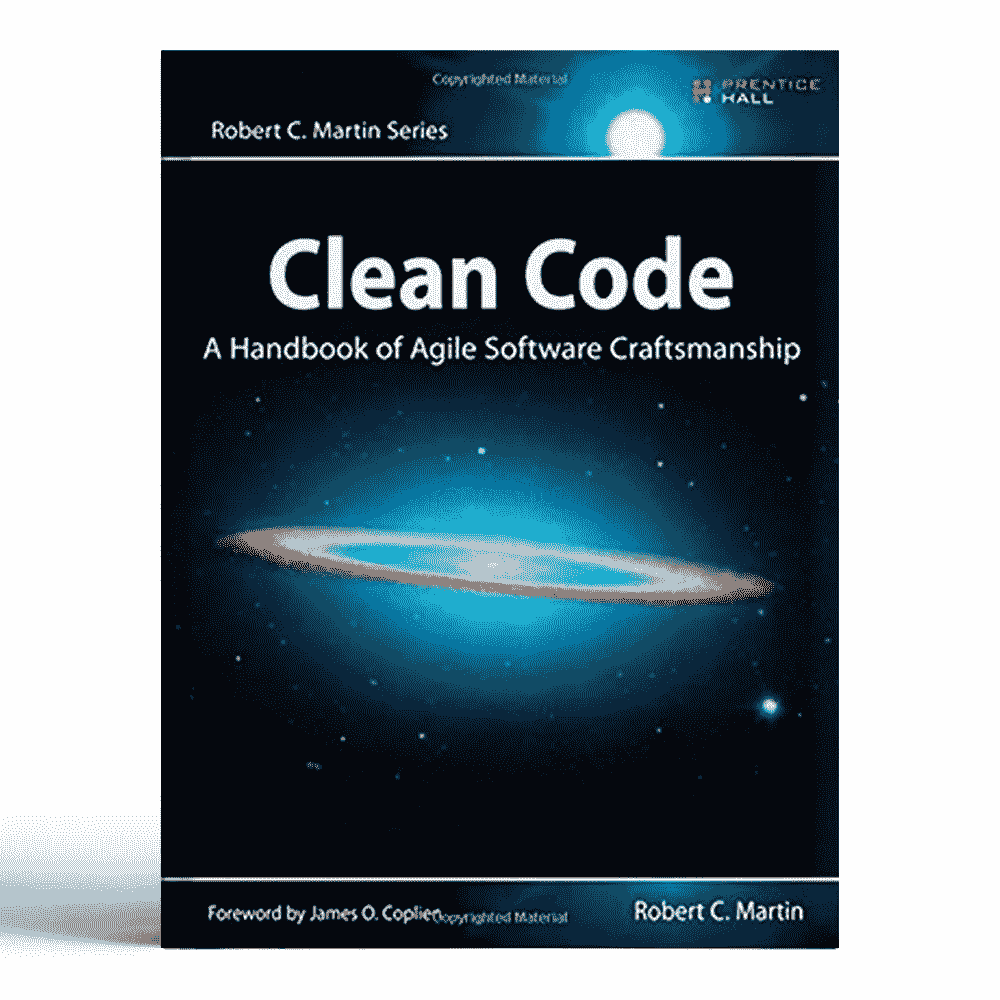 Copyrighted Material
PRENTICE
HALL
Robert C. Martin Series
Clean Code
A Handbook of Agile Software Craftsmanship
Foreword by James O. Coplien
Copyrighted Material
Robert C. Martin